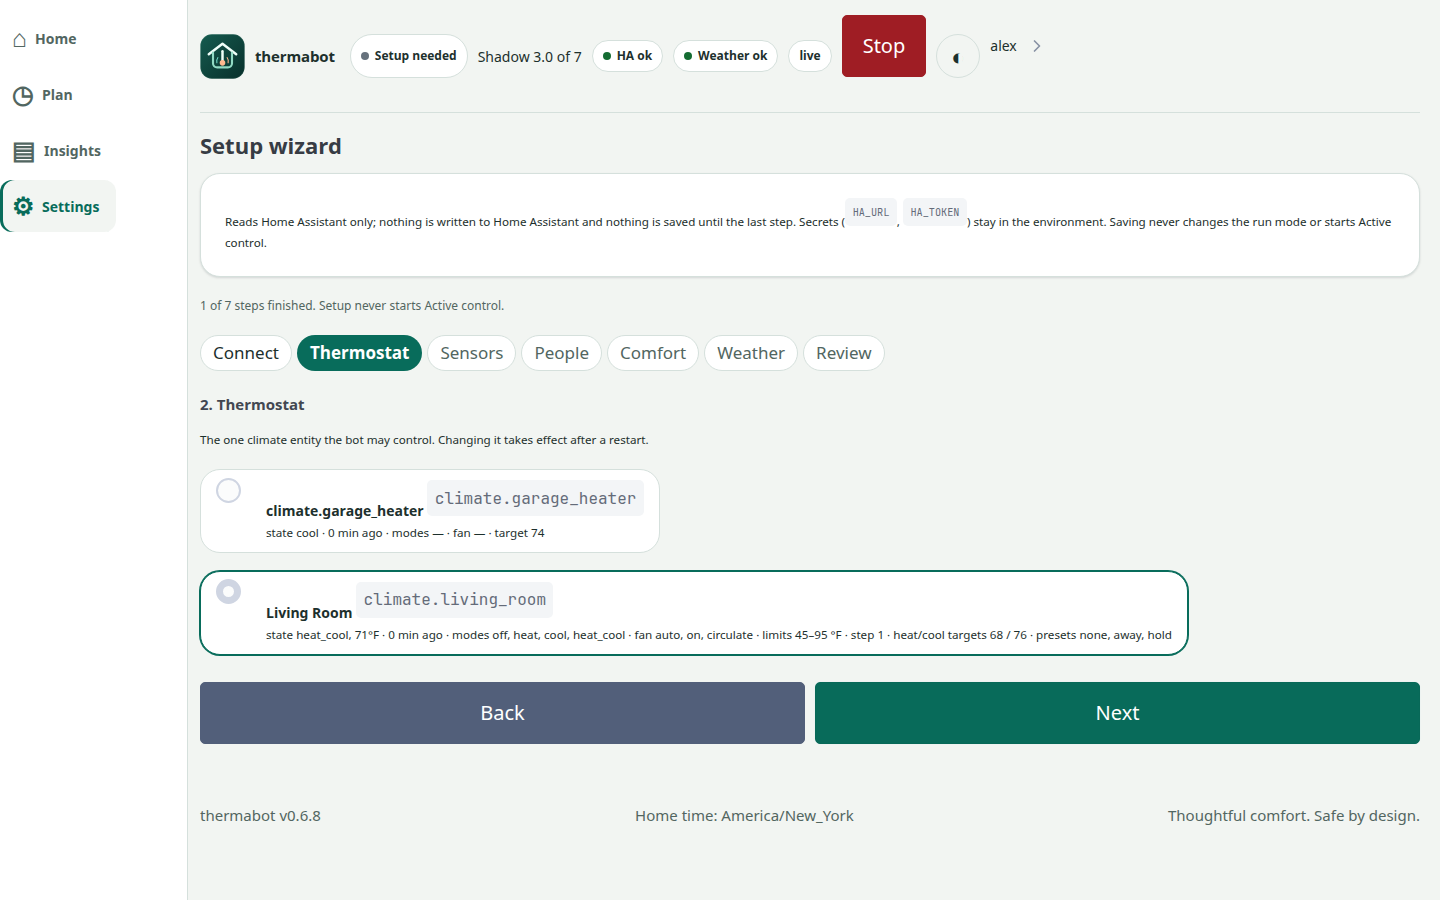 Home
Plan
Insights
Settings
thermabot
Setup needed
Shadow 3.0 of 7
HA ok
Weather ok
live
Stop
alex
Setup wizard
Reads Home Assistant only; nothing is written to Home Assistant and nothing is saved until the last step. Secrets ( HA_URL , HA_TOKEN ) stay in the environment. Saving never changes the run mode or starts Active
control.
1 of 7 steps finished. Setup never starts Active control.
Connect
Thermostat
Sensors
People
Comfort
Weather
Review
2. Thermostat
The one climate entity the bot may control. Changing it takes effect after a restart.
climate.garage_heater climate.garage_heater
state cool · 0 min ago · modes — · fan — · target 74
Living Room climate.living_room
state heat_cool, 71°F · 0 min ago · modes off, heat, cool, heat_cool · fan auto, on, circulate · limits 45–95 °F · step 1 · heat/cool targets 68 / 76 · presets none, away, hold
Back
Next
thermabot v0.6.8
Home time: America/New_York
Thoughtful comfort. Safe by design.